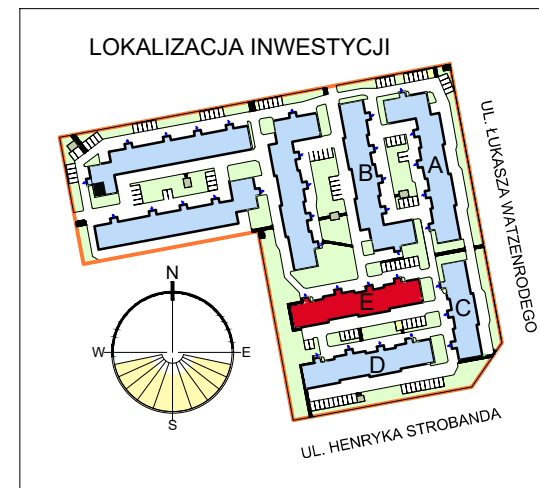 LOKALIZACJA INWESTYCJI
UL. ŁUKASZA WATZENRODEGO
A
B
C
E
D
N
W
E
S
UL. HENRYKA STROBANDA